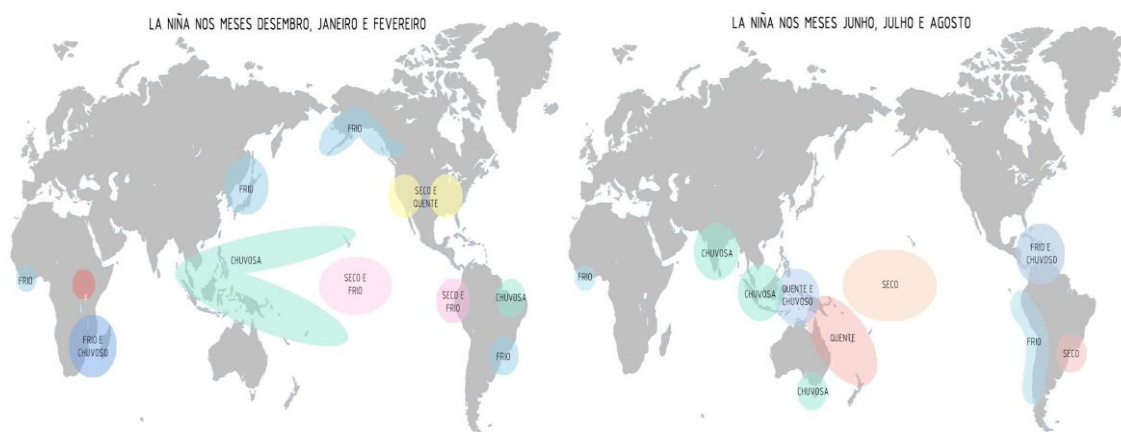 LA NIÑA NOS MESES DESEMBRO, JANEIRO E FEVEREIRO
FRIO
FRIO
SECO E
QUENTE
CHUVOSA
FRIO
SECO E
FRIO
SECO E
FRIO
CHUVOSA
FRIO E
CHUVOSO
FRIO
LA NIÑA NOS MESES JUNHO, JULHO E AGOSTO
CHUVOSA
FRIO E
CHUVOSO
FRIO
CHUVOSA
QUENTE E
CHUVOSO
SECO
QUENTE
FRIO
SECO
CHUVOSA